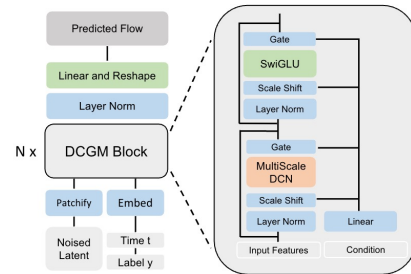 Predicted Flow
Linear and Reshape
Layer Norm
N x
DCGM Block
Patchify
Embed
Noised
Latent
Time t
Label y
Gate
SwiGLU
Scale Shift
Layer Norm
Gate
MultiScale
DCN
Scale Shift
Layer Norm
Linear
Input Features
Condition